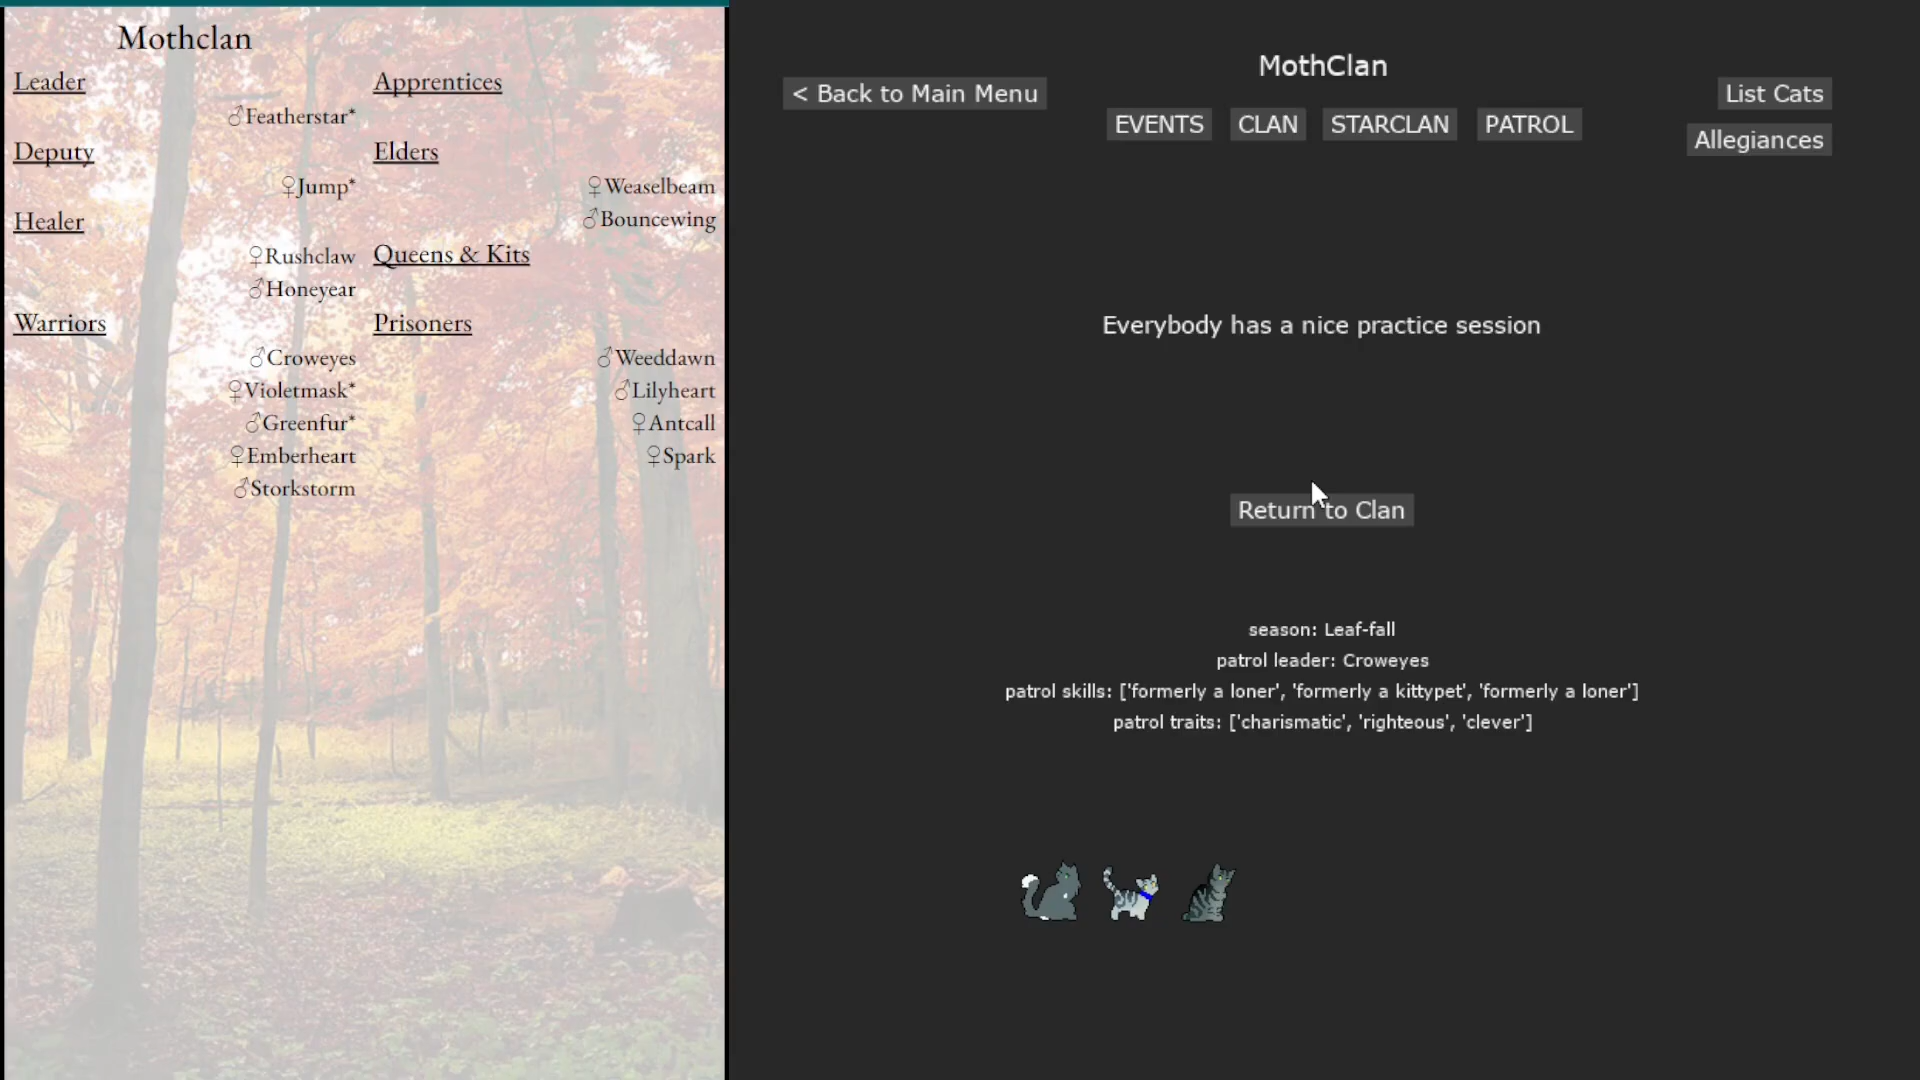 Mothclan
Leader
♂Featherstar*
Deputy
♀Jump*
Healer
♀Rushclaw
♂Honeyear
Warriors
♂Croweyes
♀Violetmask*
♂Greenfur*
♀Emberheart
♂Storkstorm
Apprentices
Elders
♀Weaselbeam
♂Bouncewing
Queens & Kits
Prisoners
♂Weeddawn
♂Lilyheart
♀Antcall
♀Spark
MothClan
< Back to Main Menu
List Cats
EVENTS CLAN STARCLAN PATROL
Allegiances
Everybody has a nice practice session
Return to Clan
season: Leaf-fall
patrol leader: Croweyes
patrol skills: ['formerly a loner', 'formerly a kittypet', 'formerly a loner']
patrol traits: ['charismatic', 'righteous', 'clever']